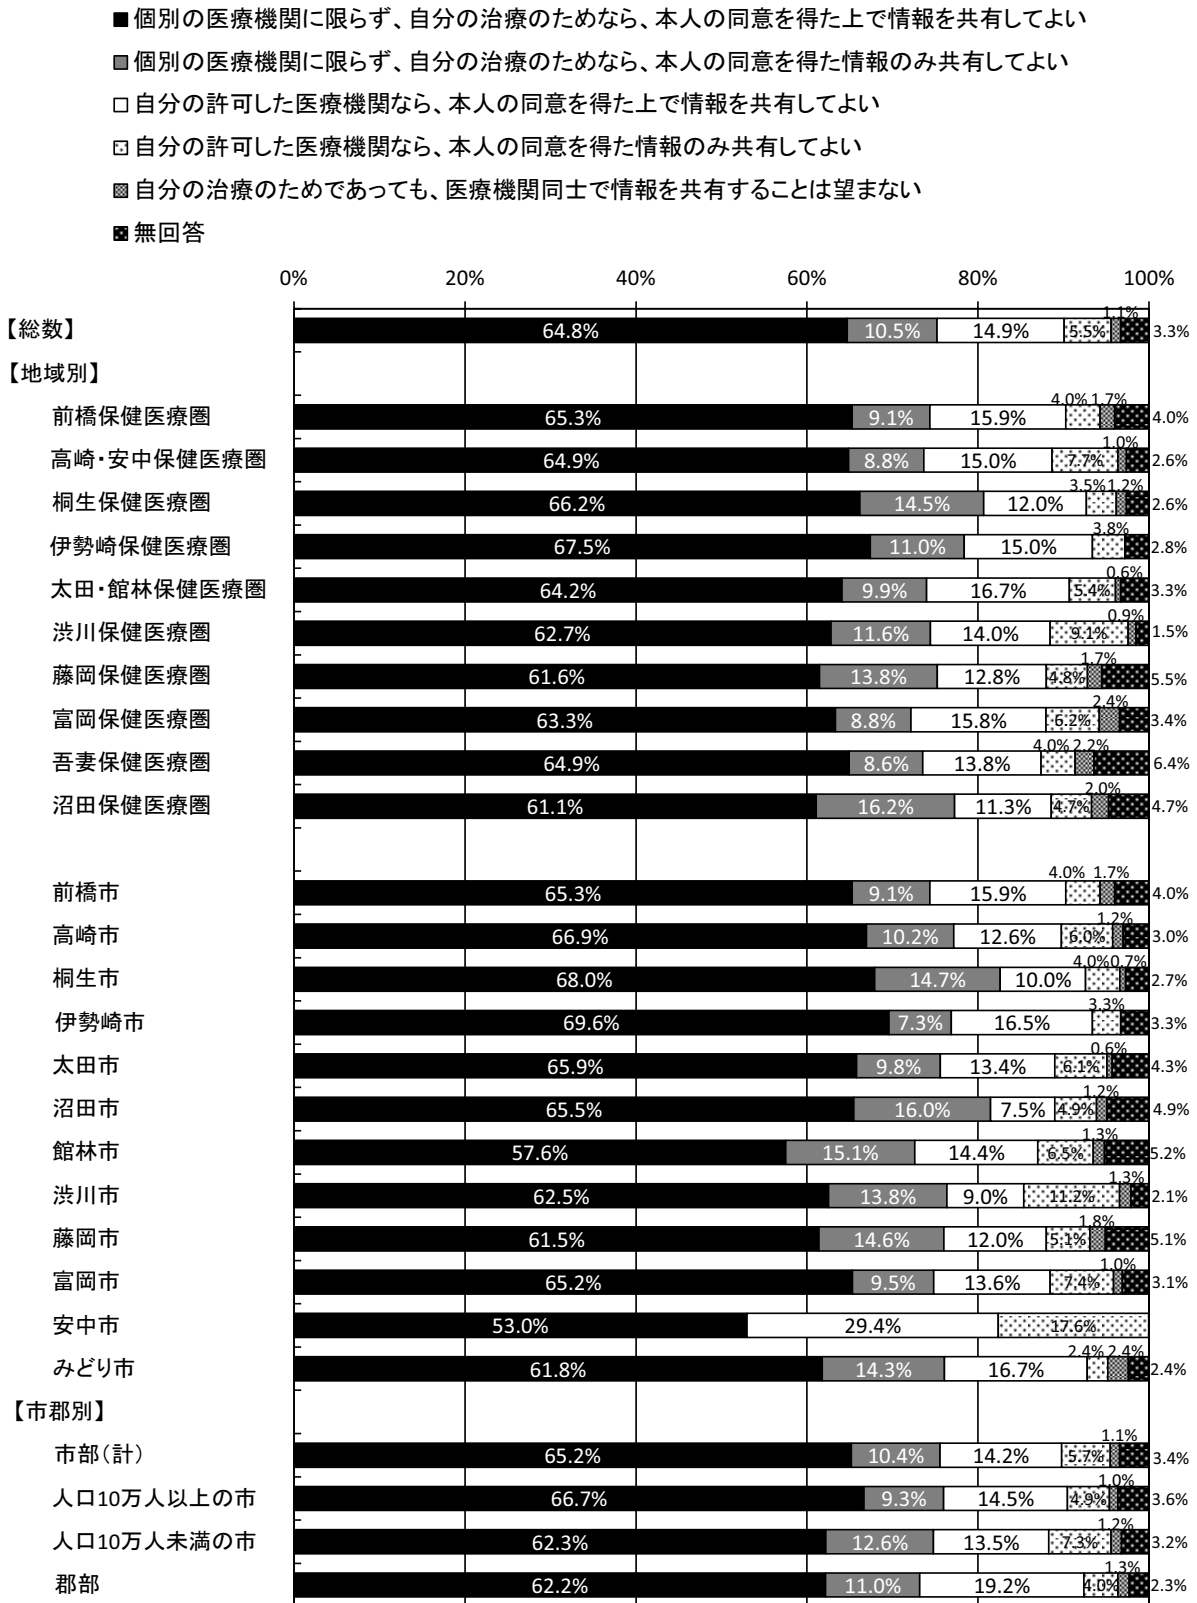 ■個別の医療機関に限らず、自分の治療のためなら、本人の同意を得た上で情報を共有してよい
個別の医療機関に限らず、自分の治療のためなら、本人の同意を得た情報のみ共有してよい
□自分の許可した医療機関なら、本人の同意を得た上で情報を共有してよい
自分の許可した医療機関なら、本人の同意を得た情報のみ共有してよい
自分の治療のためであっても、医療機関同士で情報を共有することは望まない
無回答
0% 20% 40% 60% 80% 100%
【総数】 64.8% 10.5% 14.9% 5.5% 1.1% 3.3%
【地域別】
前橋保健医療圏 65.3% 9.1% 15.9% 4.0% 1.7% 4.0%
高崎・安中保健医療圏 64.9% 8.8% 15.0% 7.7% 1.0% 2.6%
桐生保健医療圏 66.2% 14.5% 12.0% 3.5% 1.2% 2.6%
伊勢崎保健医療圏 67.5% 11.0% 15.0% 3.8% 2.8%
太田・館林保健医療圏 64.2% 9.9% 16.7% 5.4% 0.6% 3.3%
渋川保健医療圏 62.7% 11.6% 14.0% 9.1% 0.9% 1.5%
藤岡保健医療圏 61.6% 13.8% 12.8% 4.8% 1.7% 5.5%
富岡保健医療圏 63.3% 8.8% 15.8% 6.2% 2.4% 3.4%
吾妻保健医療圏 64.9% 8.6% 13.8% 4.0% 2.2% 6.4%
沼田保健医療圏 61.1% 16.2% 11.3% 4.7% 2.0% 4.7%
前橋市 65.3% 9.1% 15.9% 4.0% 1.7% 4.0%
高崎市 66.9% 10.2% 12.6% 6.0% 1.2% 3.0%
桐生市 68.0% 14.7% 10.0% 4.0% 0.7% 2.7%
伊勢崎市 69.6% 7.3% 16.5% 3.3% 3.3%
太田市 65.9% 9.8% 13.4% 6.1% 0.6% 4.3%
沼田市 65.5% 16.0% 7.5% 4.9% 1.2% 4.9%
館林市 57.6% 15.1% 14.4% 6.5% 1.3% 5.2%
渋川市 62.5% 13.8% 9.0% 11.2% 1.3% 2.1%
藤岡市 61.5% 14.6% 12.0% 5.1% 1.8% 5.1%
富岡市 65.2% 9.5% 13.6% 7.4% 1.0% 3.1%
安中市 53.0% 29.4% 17.6%
みどり市 61.8% 14.3% 16.7% 2.4% 2.4% 2.4%
【市郡別】
市部(計) 65.2% 10.4% 14.2% 5.7% 1.1% 3.4%
人口10万人以上の市 66.7% 9.3% 14.5% 4.9% 1.0% 3.6%
人口10万人未満の市 62.3% 12.6% 13.5% 7.3% 1.2% 3.2%
郡部 62.2% 11.0% 19.2% 4.0% 1.3% 2.3%